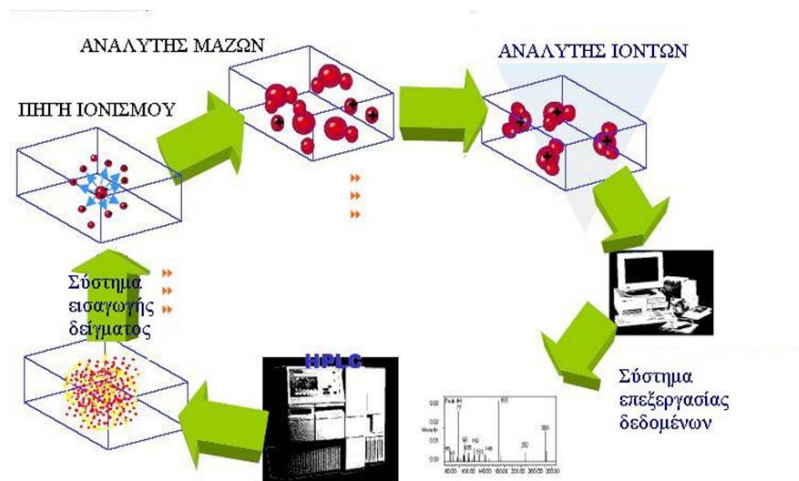 ΑΝΑΛΥΤΗΣ ΜΑΖΩΝ
ΑΝΑΛΥΤΗΣ ΙΟΝΤΩΝ
ΠΗΓΗ ΙΟΝΙΣΜΟΥ
Σύστημα
εισαγωγής
δείγματος
HPLC
Σύστημα
επεξεργασίας
δεδομένων